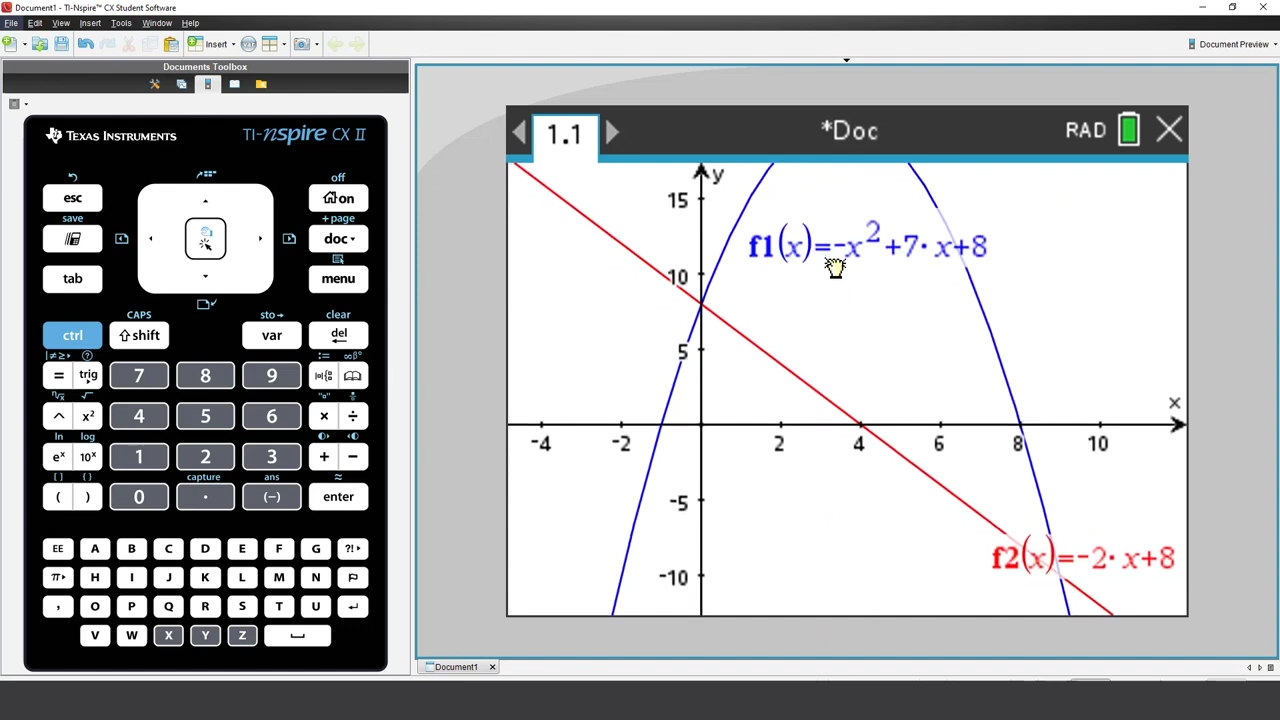 Document1 - TI-Nspire™ CX Student Software
File Edit View Insert Tools Window Help
Insert
Document Preview
Documents Toolbox
TEXAS INSTRUMENTS TI-nspire CX II
off
esc
on
save
+ page
doc
tab
menu
CAPS
sto→
clear
ctrl
shift
var
del
|≠≥▸
:=
∞β°
=
trig
7 8 9
ⁿ√x
√
^
x²
4 5 6
×
÷
ln
log
eˣ
10ˣ
1 2 3
+
−
[ ]
{ }
capture
ans
≈
(
)
0
.
(−)
enter
EE A B C D E F G ?!▸
π▸ H I J K L M N
, O P Q R S T U
V W X Y Z
1.1
*Doc
RAD
y
15
f1(x)=-x²+7·x+8
10
5
x
-4 -2 2 4 6 8 10
-5
f2(x)=-2·x+8
-10
Document1